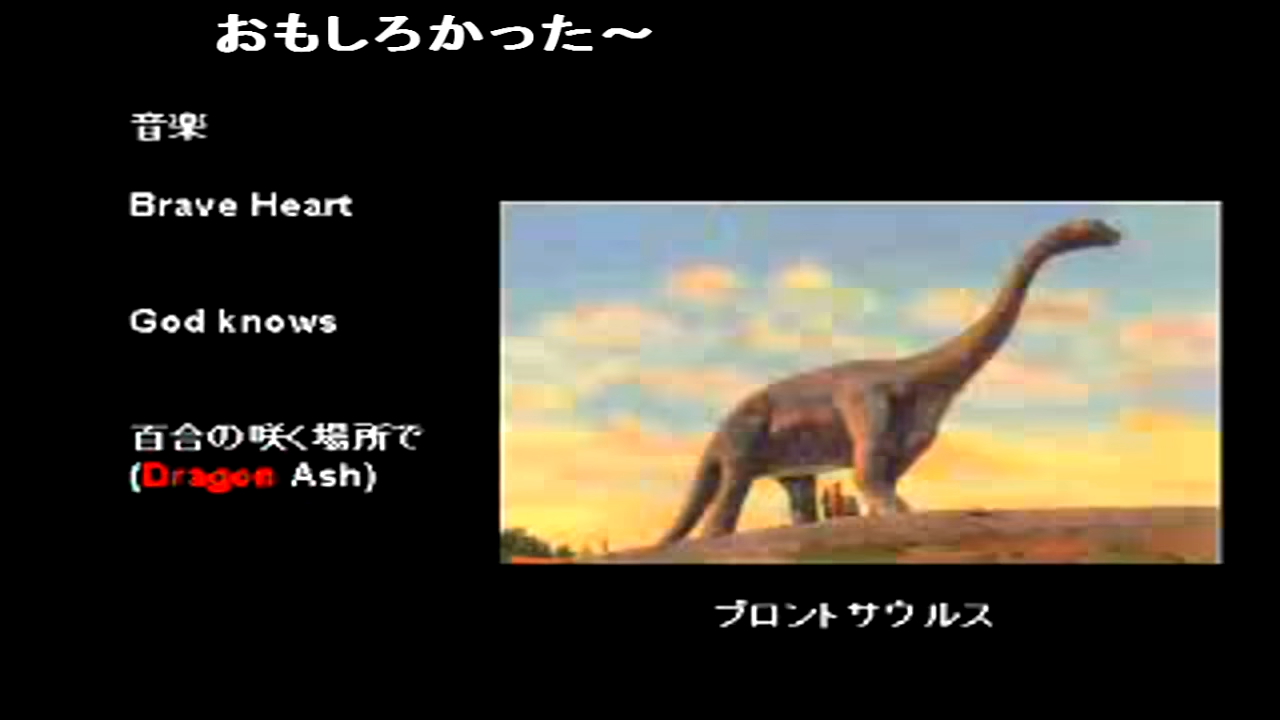 おもしろかった～
音楽
Brave Heart
God knows
百合の咲く場所で
(Dragon Ash)
ブロントサウルス